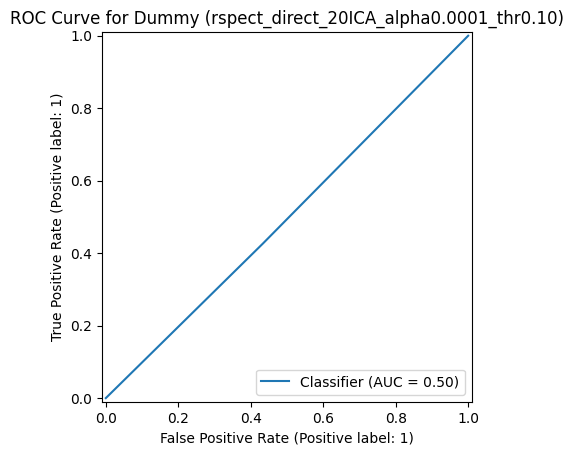 ROC Curve for Dummy (rspect_direct_20ICA_alpha0.0001_thr0.10)
1.0
0.8
0.6
0.4
0.2
0.0
True Positive Rate (Positive label: 1)
Classifier (AUC = 0.50)
0.0 0.2 0.4 0.6 0.8 1.0
False Positive Rate (Positive label: 1)